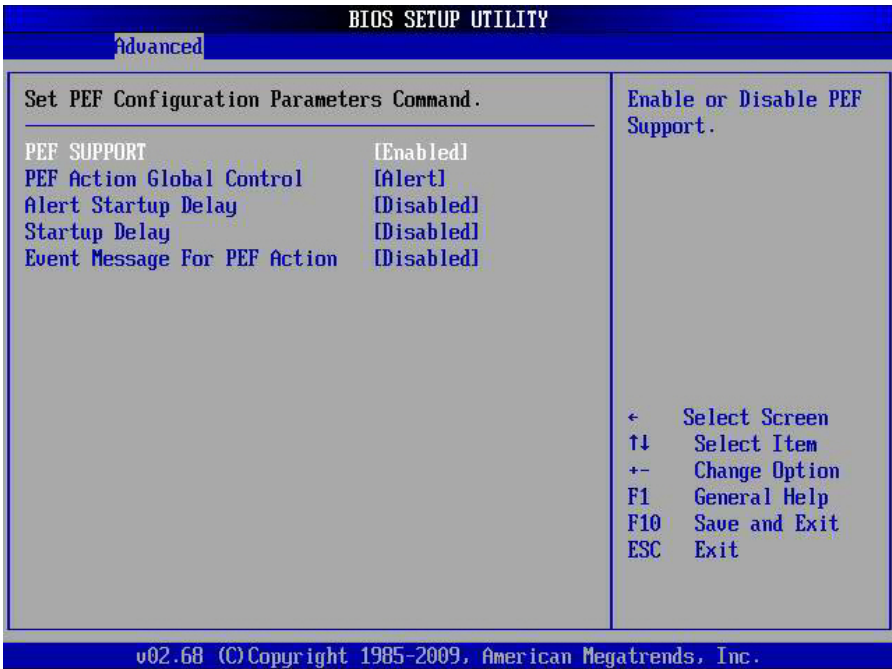 BIOS SETUP UTILITY
Advanced
Set PEF Configuration Parameters Command.
PEF SUPPORT [Enabled]
PEF Action Global Control [Alert]
Alert Startup Delay [Disabled]
Startup Delay [Disabled]
Event Message For PEF Action [Disabled]
Enable or Disable PEF
Support.
← Select Screen
↑↓ Select Item
+- Change Option
F1 General Help
F10 Save and Exit
ESC Exit
v02.68 (C)Copyright 1985-2009, American Megatrends, Inc.